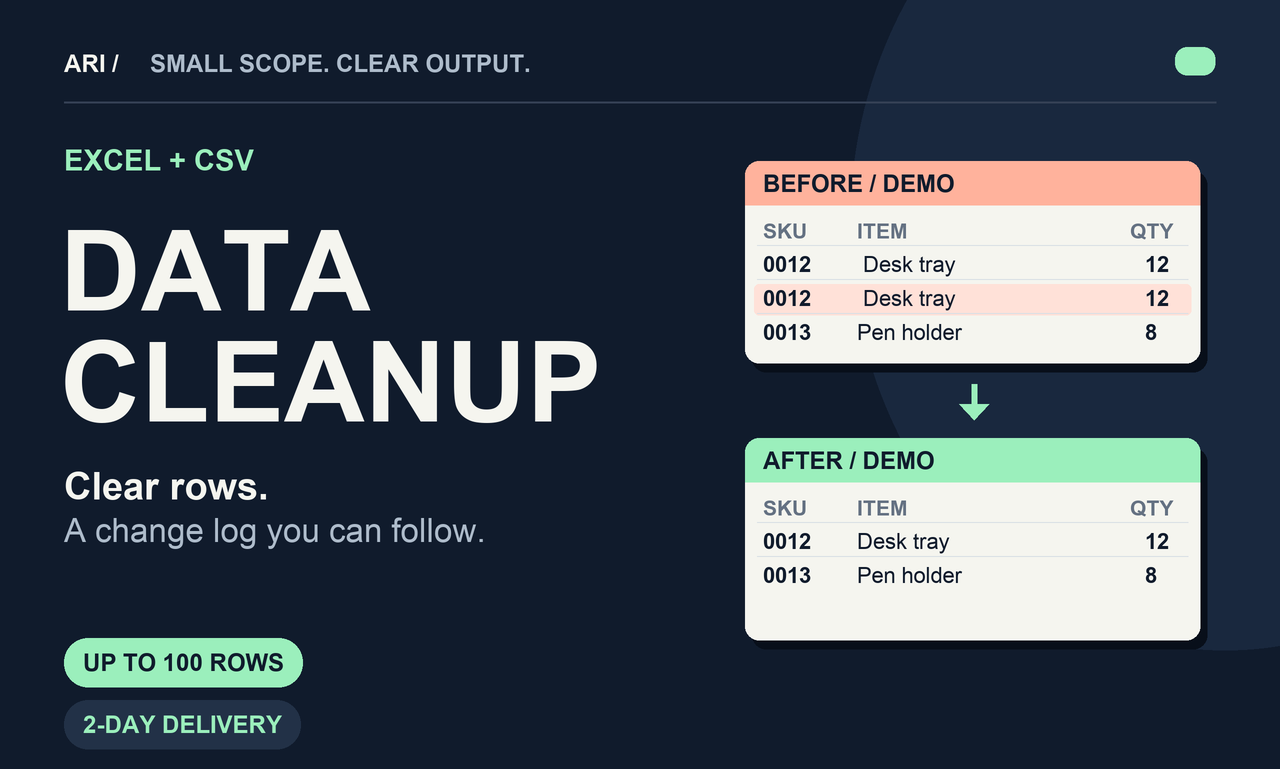 ARI / SMALL SCOPE. CLEAR OUTPUT.
EXCEL + CSV
DATA
CLEANUP
Clear rows.
A change log you can follow.
UP TO 100 ROWS
2-DAY DELIVERY
BEFORE / DEMO
SKU ITEM QTY
0012 Desk tray 12
0012 Desk tray 12
0013 Pen holder 8
AFTER / DEMO
SKU ITEM QTY
0012 Desk tray 12
0013 Pen holder 8